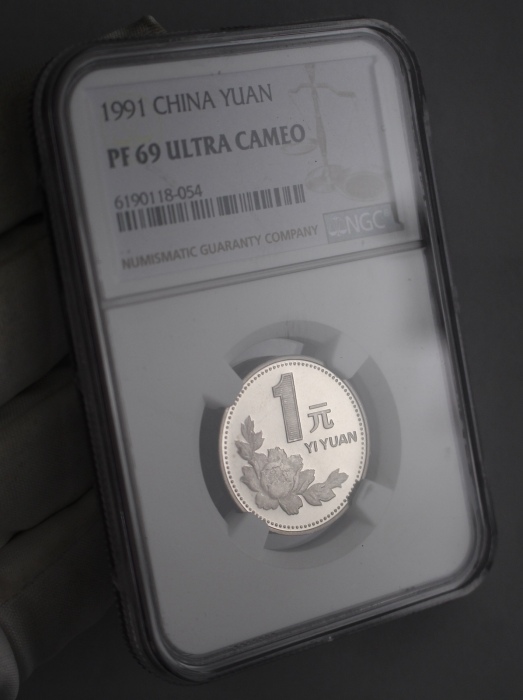 1991 CHINA YUAN
PF 69 ULTRA CAMEO
6190118-054
NUMISMATIC GUARANTY COMPANY
NGC
1
元
YI YUAN